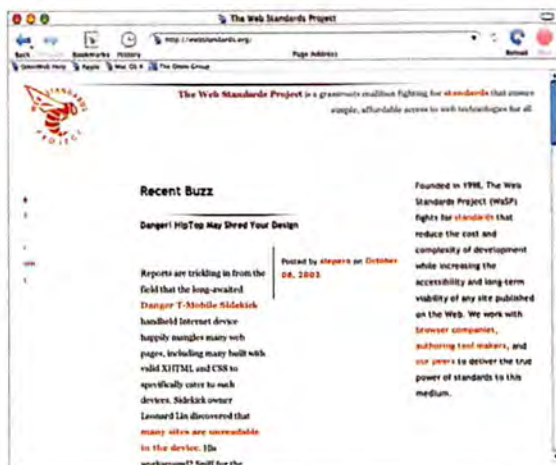 The Web Standards Project
http://webstandards.org/
Back
Bookmarks
History
Page Address
Reload
OmniWeb Help
Apple
Mac OS X
The Omni Group
WEB STANDARDS PROJECT
The Web Standards Project is a grassroots coalition fighting for standards that ensure
simple, affordable access to web technologies for all.
Recent Buzz
Danger! HipTop May Shred Your Design
Posted by stepera on October
08, 2002
Reports are trickling in from the
field that the long-awaited
Danger T-Mobile Sidekick
handheld Internet device
happily mangles many web
pages, including many built with
valid XHTML and CSS to
specifically cater to such
devices. Sidekick owner
Leonard Lin discovered that
many sites are unreadable
in the device. His
Founded in 1998, The Web
Standards Project (WaSP)
fights for standards that
reduce the cost and
complexity of development
while increasing the
accessibility and long-term
viability of any site published
on the Web. We work with
browser companies,
authoring tool makers, and
our peers to deliver the true
power of standards to this
medium.